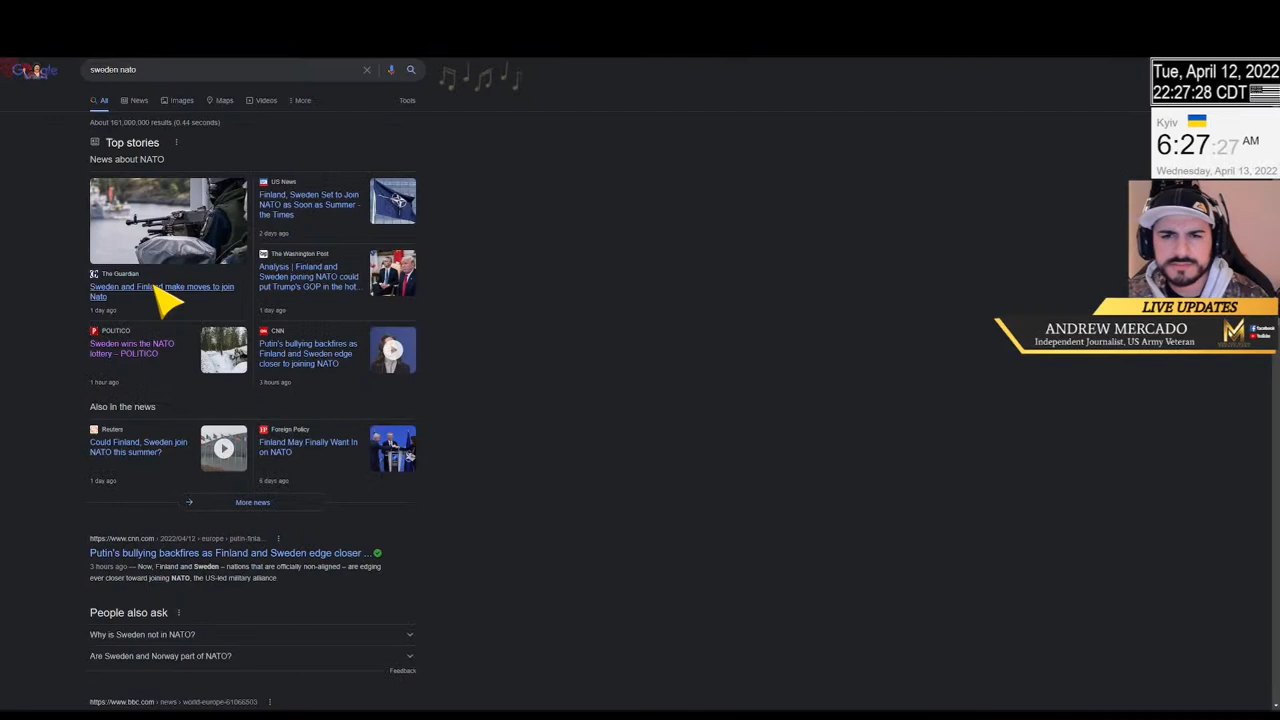 Google
sweden nato
Tue, April 12, 2022
22:27:28 CDT
Kyiv
6:27:27 AM
Wednesday, April 13, 2022
All
News
Images
Maps
Videos
More
Tools
About 161,000,000 results (0.44 seconds)
Top stories
News about NATO
The Guardian
Sweden and Finland make moves to join
Nato
1 day ago
US News
Finland, Sweden Set to Join
NATO as Soon as Summer -
the Times
2 days ago
The Washington Post
Analysis | Finland and
Sweden joining NATO could
put Trump's GOP in the hot...
1 day ago
POLITICO
Sweden wins the NATO
lottery – POLITICO
1 hour ago
CNN
Putin's bullying backfires as
Finland and Sweden edge
closer to joining NATO
3 hours ago
Also in the news
Reuters
Could Finland, Sweden join
NATO this summer?
1 day ago
Foreign Policy
Finland May Finally Want In
on NATO
6 days ago
More news
https://www.cnn.com › 2022/04/12 › europe › putin-finla...
Putin's bullying backfires as Finland and Sweden edge closer ...
3 hours ago — Now, Finland and Sweden – nations that are officially non-aligned – are edging
ever closer toward joining NATO, the US-led military alliance
People also ask
Why is Sweden not in NATO?
Are Sweden and Norway part of NATO?
Feedback
https://www.bbc.com › news › world-europe-61066503
LIVE UPDATES
ANDREW MERCADO
Independent Journalist, US Army Veteran
facebook
YouTube